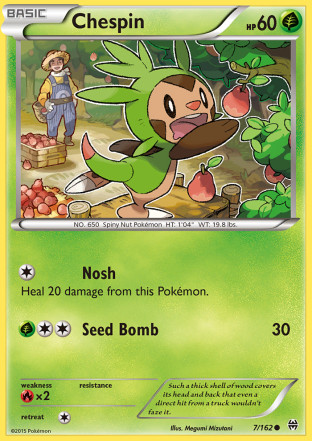 BASIC
Chespin
HP60
NO. 650 Spiny Nut Pokémon HT: 1'04" WT: 19.8 lbs.
Nosh
Heal 20 damage from this Pokémon.
Seed Bomb 30
weakness resistance
×2
Such a thick shell of wood covers
its head and back that even a
direct hit from a truck wouldn't
faze it.
retreat
©2015 Pokémon
Illus. Megumi Mizutani
7/162